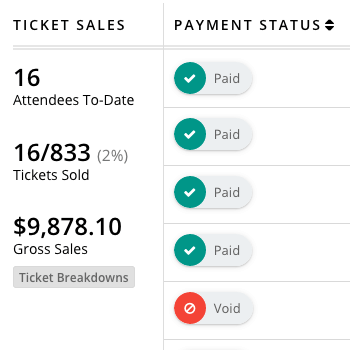 TICKET SALES
16
Attendees To-Date
16/833 (2%)
Tickets Sold
$9,878.10
Gross Sales
Ticket Breakdowns
PAYMENT STATUS
Paid
Paid
Paid
Paid
Void